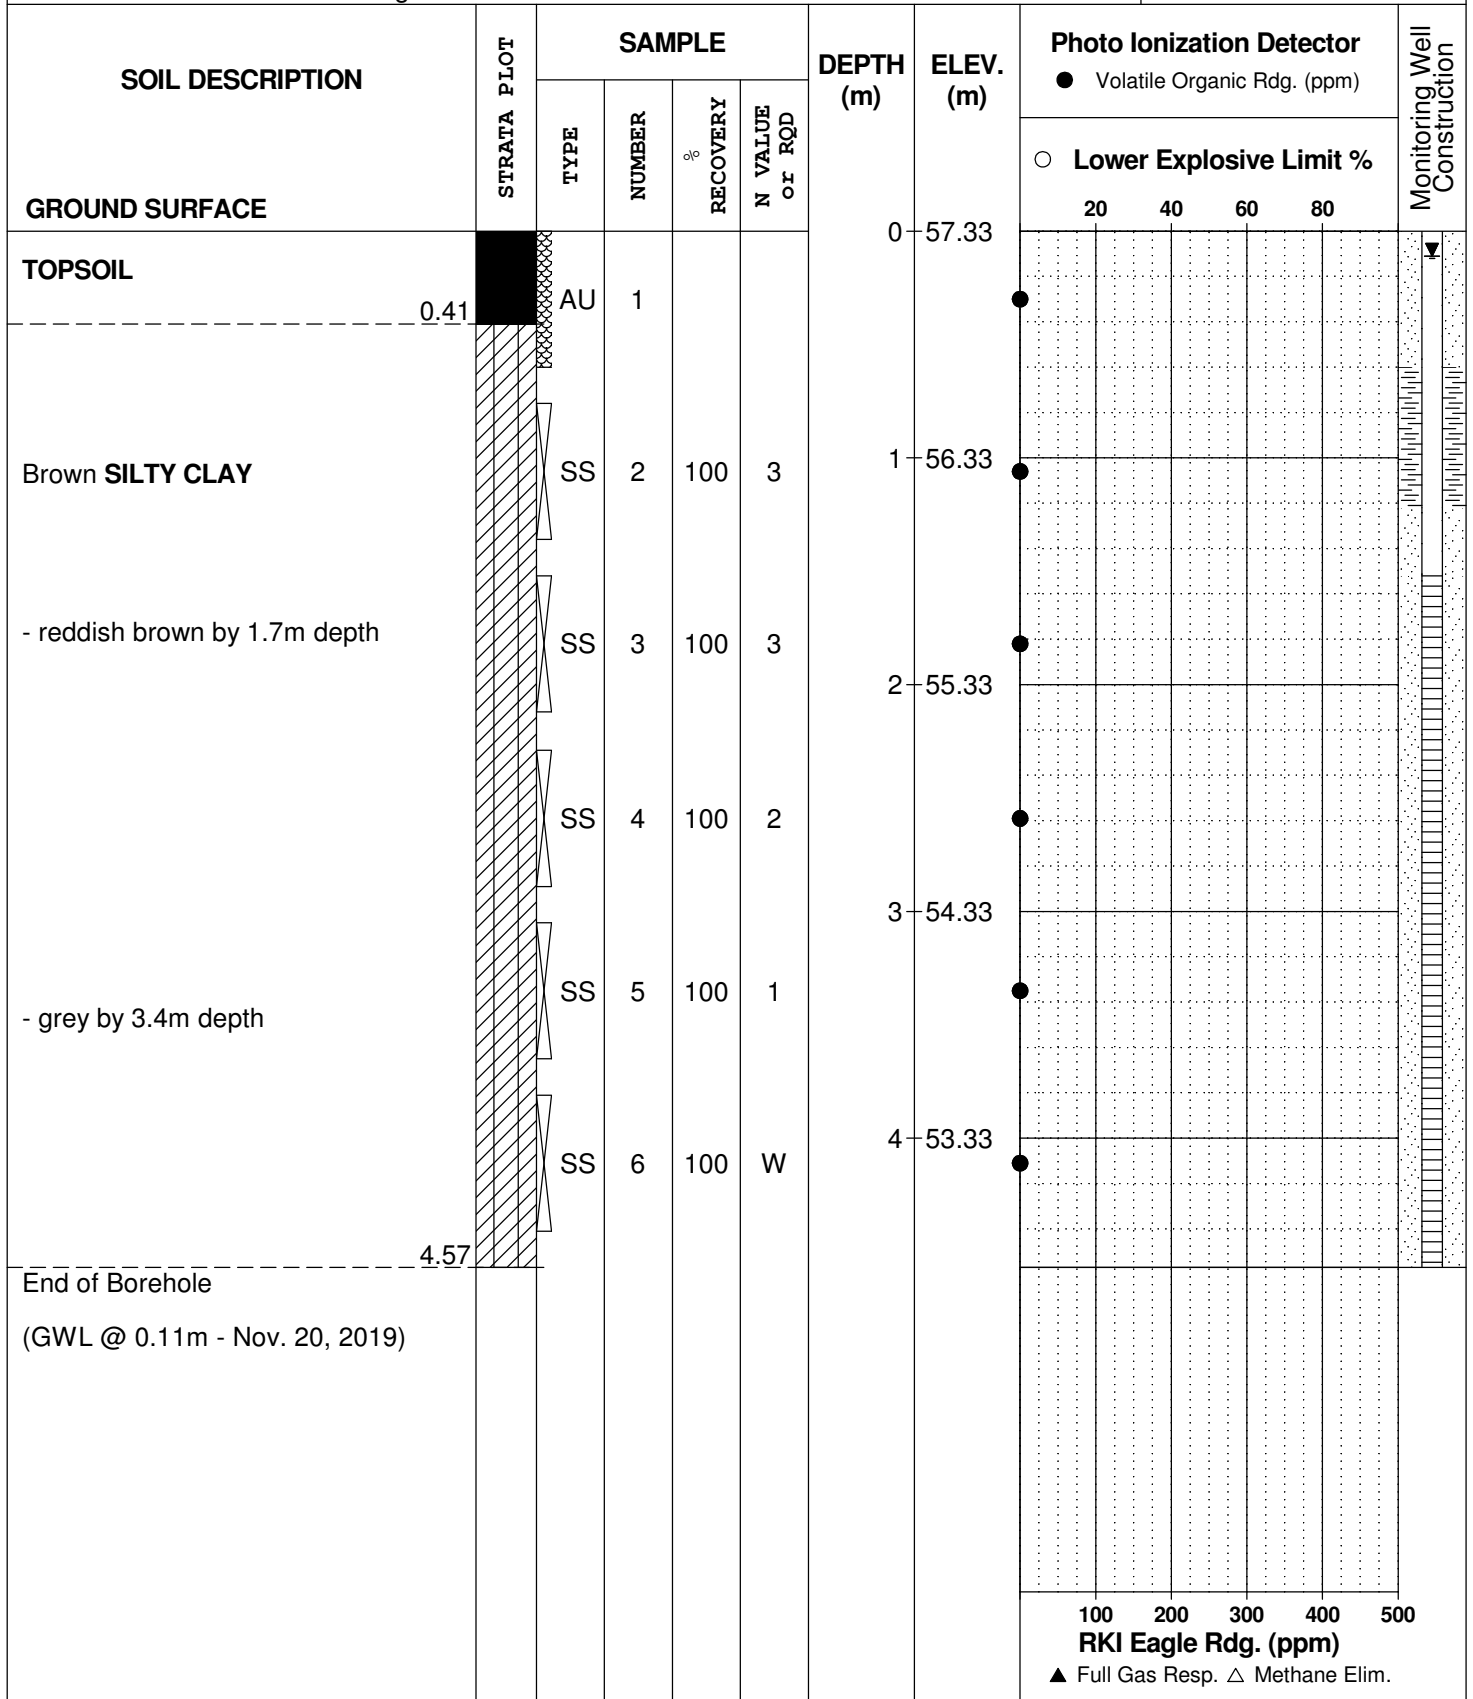 SOIL DESCRIPTION
GROUND SURFACE
STRATA PLOT
SAMPLE
TYPE
NUMBER
%
RECOVERY
N VALUE
or RQD
DEPTH
(m)
ELEV.
(m)
Photo Ionization Detector
● Volatile Organic Rdg. (ppm)
○ Lower Explosive Limit %
20 40 60 80
Monitoring Well
Construction
0 57.33
TOPSOIL
0.41
AU 1
Brown SILTY CLAY
SS 2 100 3
1 56.33
- reddish brown by 1.7m depth
SS 3 100 3
2 55.33
SS 4 100 2
3 54.33
SS 5 100 1
- grey by 3.4m depth
4 53.33
SS 6 100 W
4.57
End of Borehole
(GWL @ 0.11m - Nov. 20, 2019)
100 200 300 400 500
RKI Eagle Rdg. (ppm)
▲ Full Gas Resp. △ Methane Elim.